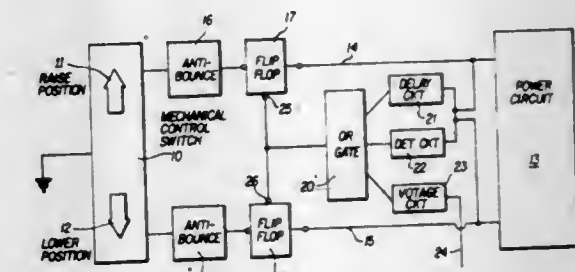 16
17
11
RAISE
POSITION
ANTI-
BOUNCE
FLIP
FLOP
14
DELAY
CKT
21
POWER
CIRCUIT
25
MECHANICAL
CONTROL
SWITCH
10
OR
GATE
20
DET CKT
22
13
26
23
VOTAGE
CKT
12
LOWER
POSITION
ANTI-
BOUNCE
FLIP
FLOP
15
24